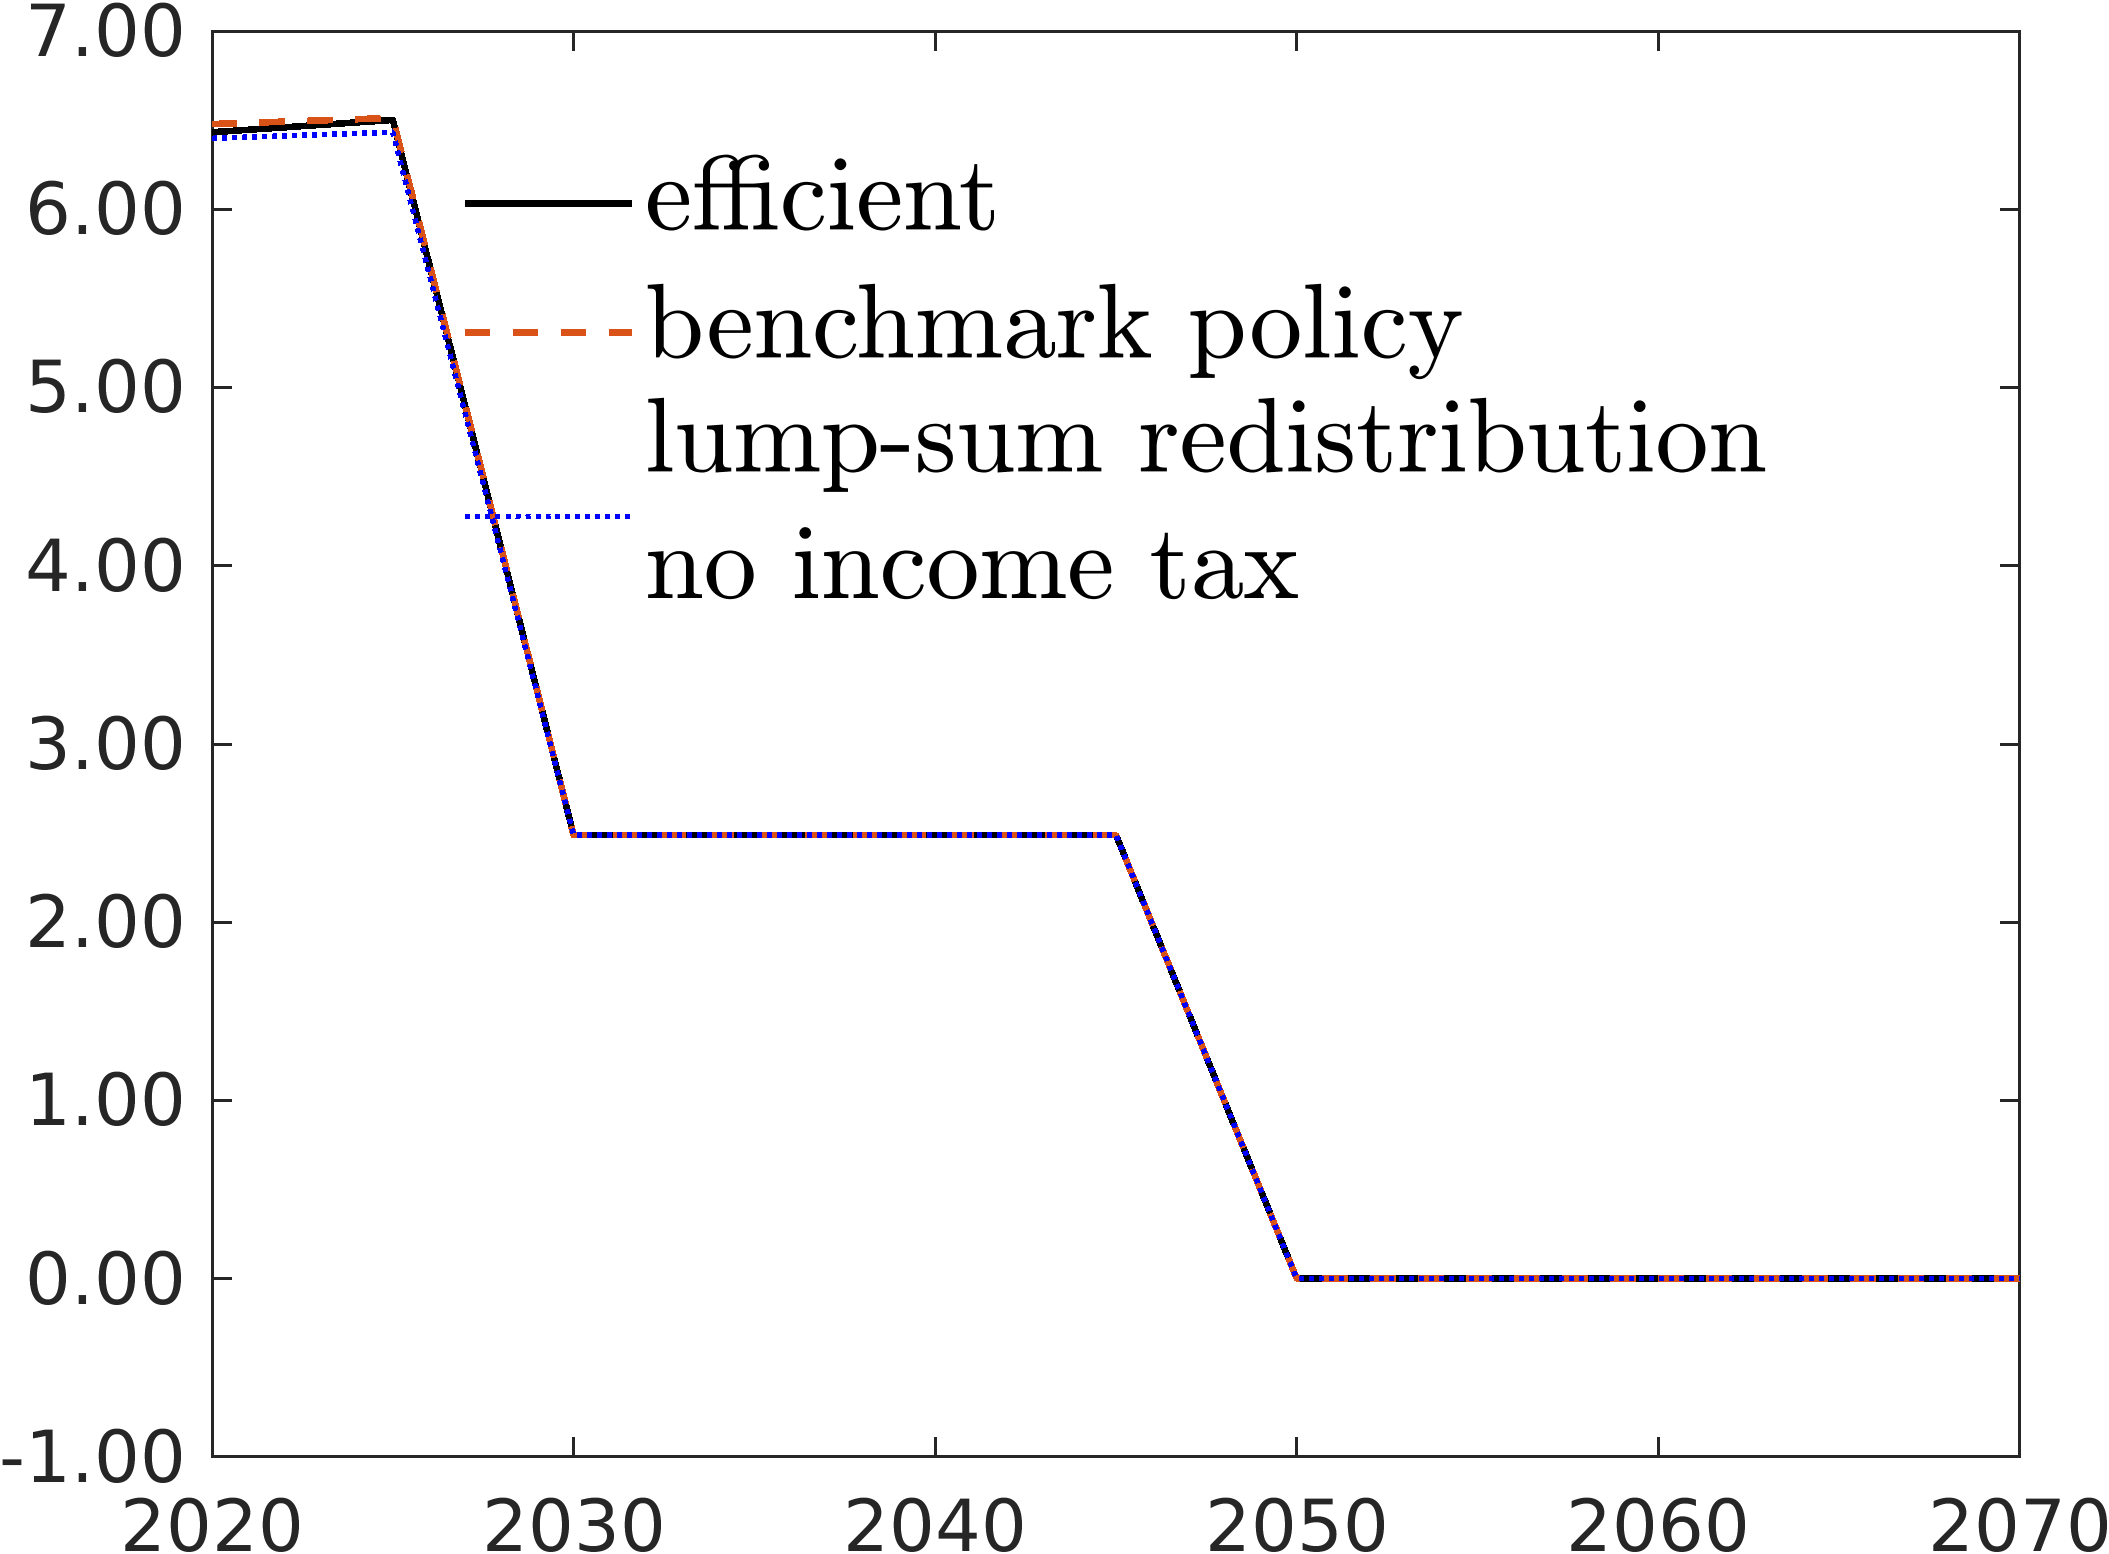 7.00
6.00
5.00
4.00
3.00
2.00
1.00
0.00
-1.00
efficient
benchmark policy
lump-sum redistribution
no income tax
2020 2030 2040 2050 2060 2070